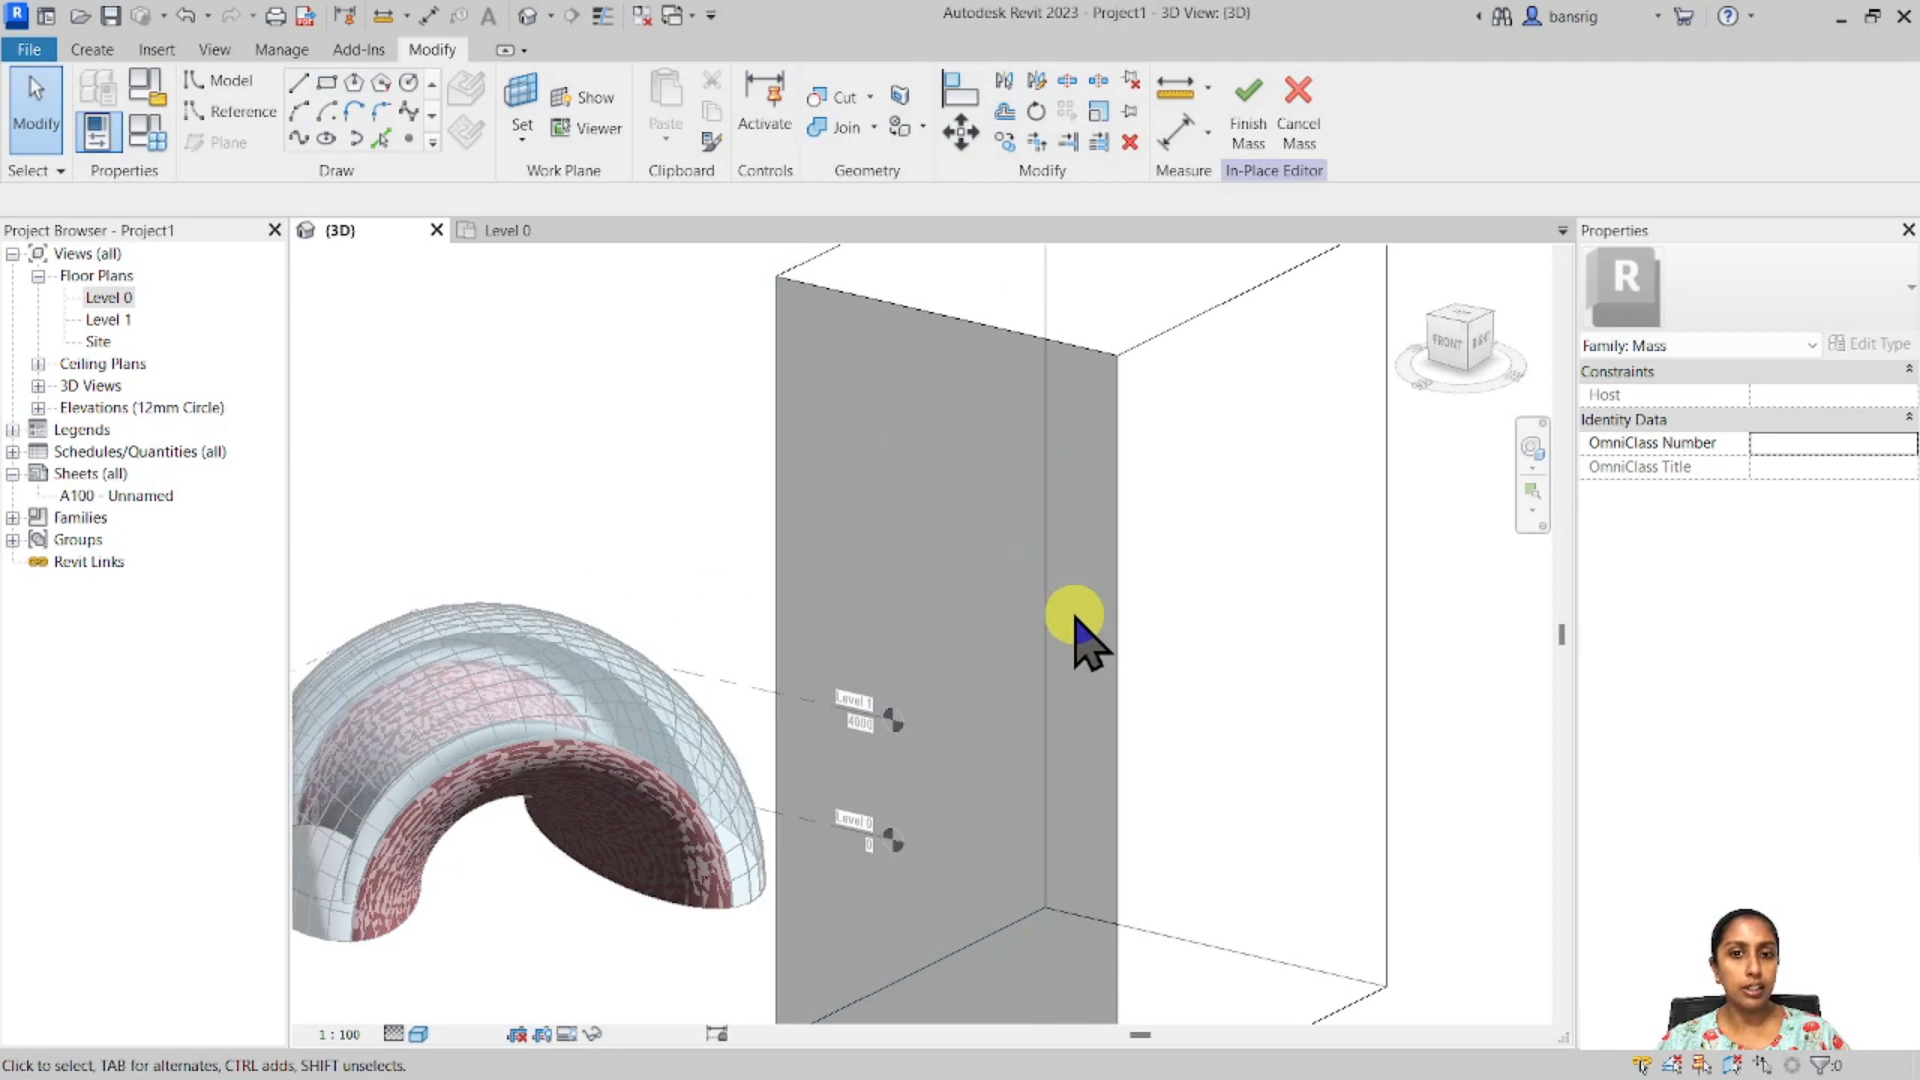 Autodesk Revit 2023 - Project1 - 3D View: {3D}
bansrig
File
Create
Insert
View
Manage
Add-Ins
Modify
Modify
Select
Properties
Model
Reference
Plane
Draw
Set
Show
Viewer
Work Plane
Paste
Clipboard
Activate
Controls
Cut
Join
Geometry
Modify
Measure
Finish
Mass
Cancel
Mass
In-Place Editor
Project Browser - Project1
Views (all)
Floor Plans
Level 0
Level 1
Site
Ceiling Plans
3D Views
Elevations (12mm Circle)
Legends
Schedules/Quantities (all)
Sheets (all)
A100 - Unnamed
Families
Groups
Revit Links
{3D}
Level 0
Level 1
4000
Level 0
0
FRONT
1 : 100
Properties
R
Family: Mass
Edit Type
Constraints
Host
Identity Data
OmniClass Number
OmniClass Title
Click to select, TAB for alternates, CTRL adds, SHIFT unselects.
:0